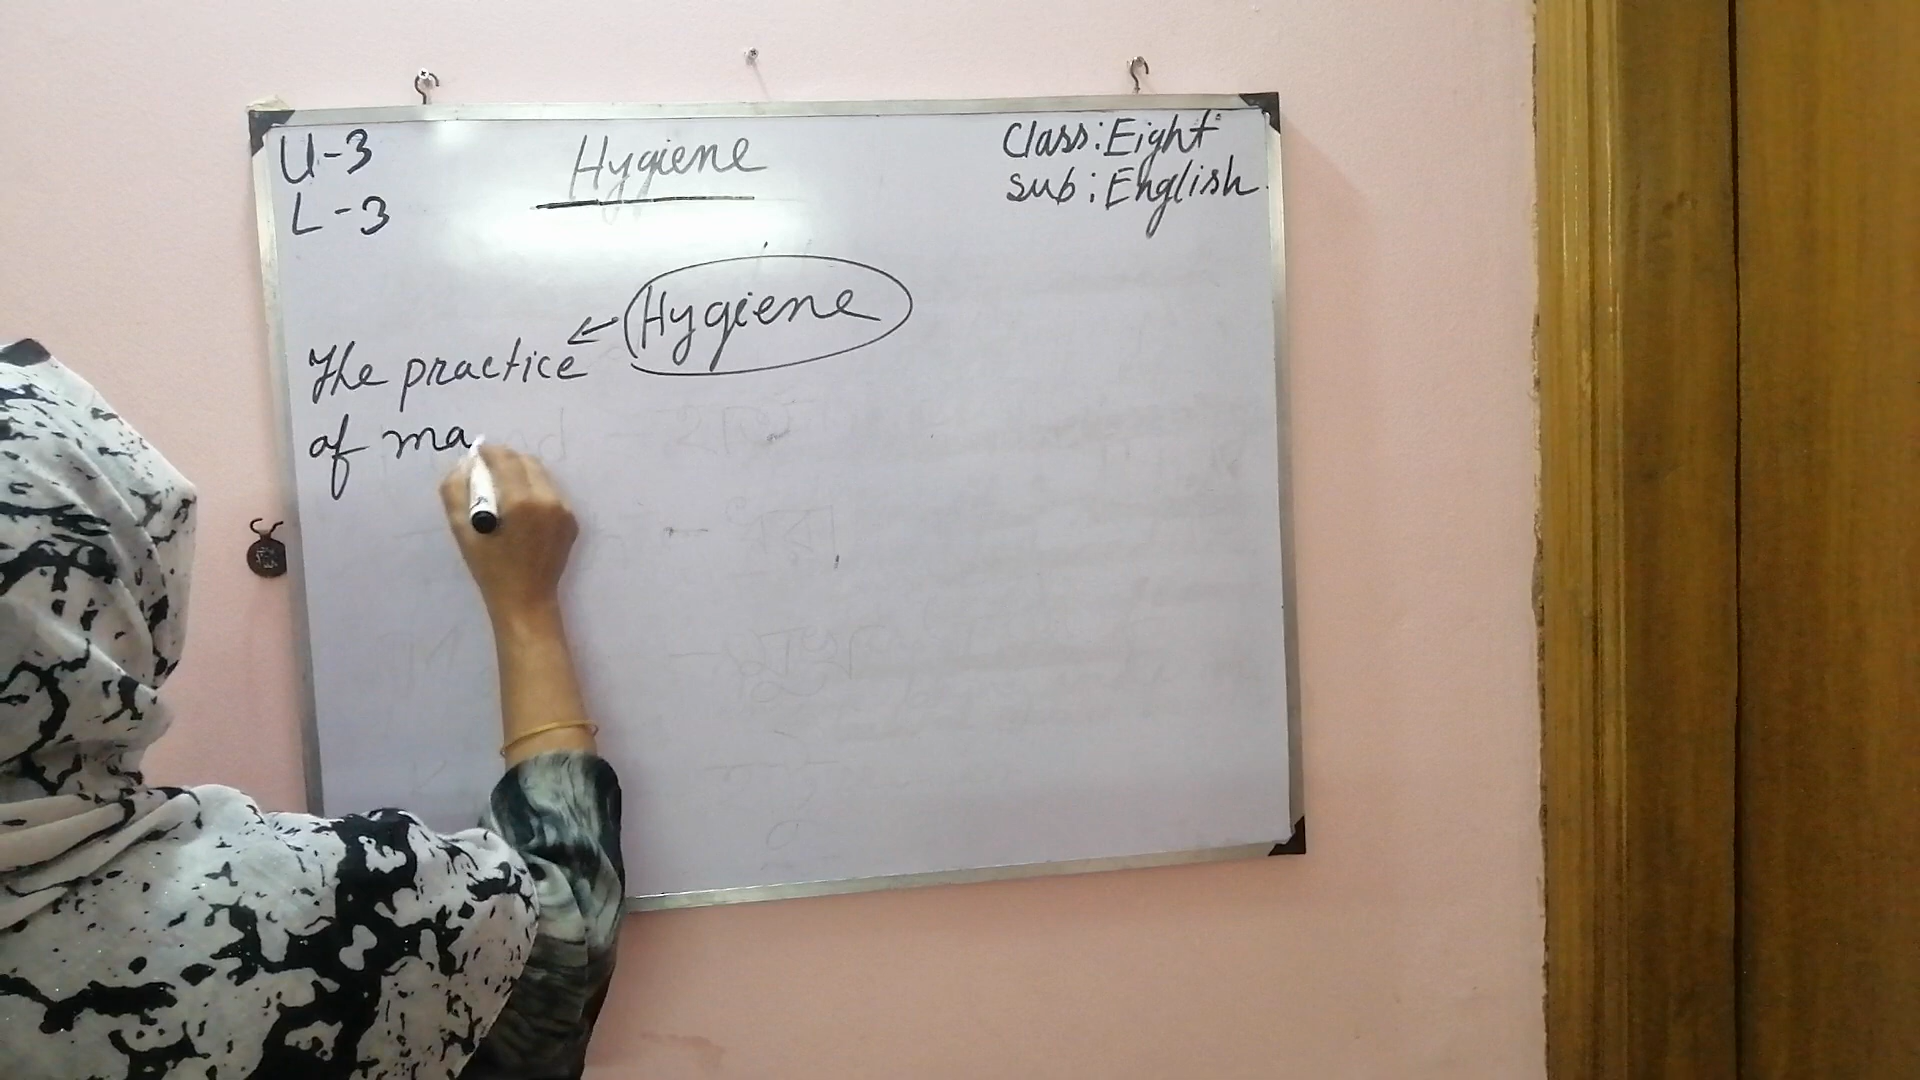 U-3
L-3
Hygiene
Class: Eight
Sub: English
Hygiene
The practice
of ma